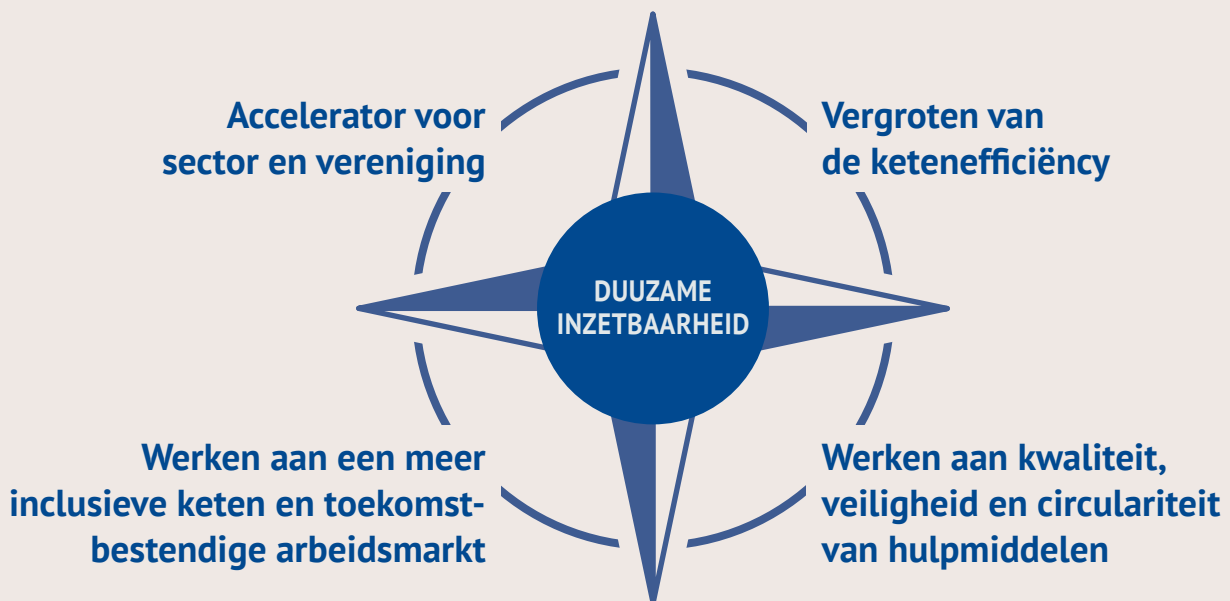 Accelerator voor
sector en vereniging
Vergroten van
de ketenefficiëncy
DUUZAME
INZETBAARHEID
Werken aan een meer
inclusieve keten en toekomst-
bestendige arbeidsmarkt
Werken aan kwaliteit,
veiligheid en circulariteit
van hulpmiddelen